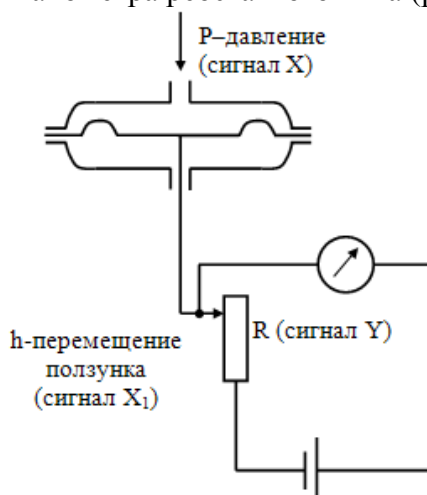 P–давление
(сигнал X)
h-перемещение
ползунка
(сигнал X₁)
R (сигнал Y)